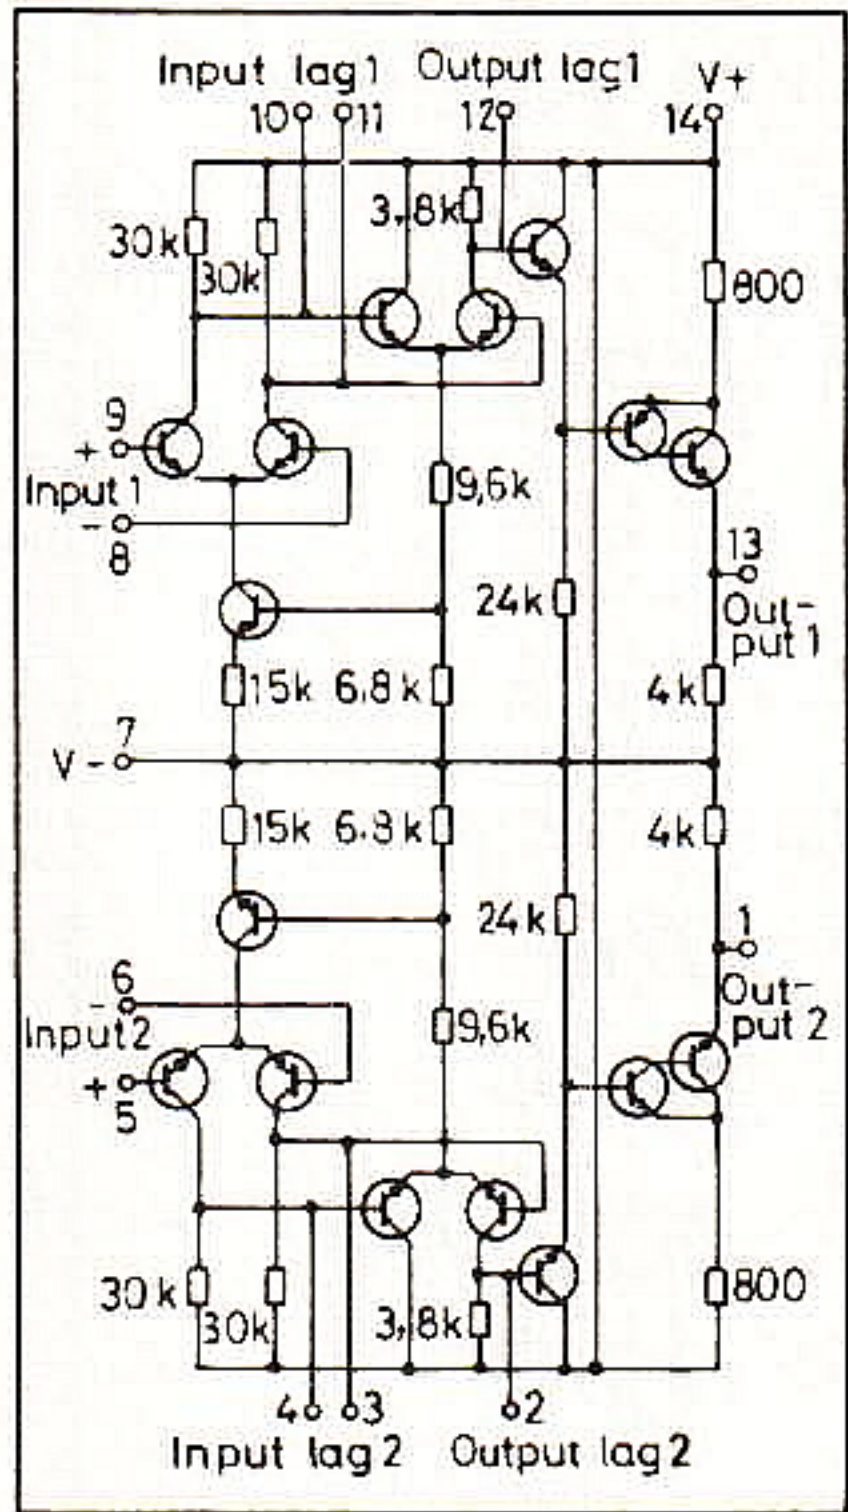 Input lag1 Output lag1 V+
10 11 12 14
3,8k
30k
30k 800
9
+
Input 1
9,6k
-
8
13
24k
Out-
put 1
15k 6.8k 4k
7
V-
15k 6.8k 4k
24k
1
6
-
Out-
put 2
Input2
9,6k
+
5
30k 800
30k 3,8k
4 3 2
Input lag2 Output lag2